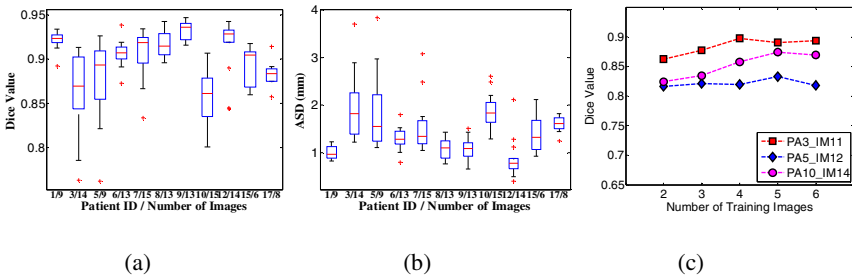 0.95
0.9
0.85
0.8
Dice Value
1/9 3/14 5/9 6/13 7/15 8/13 9/13 10/15 12/14 15/6 17/8
Patient ID / Number of Images
(a)
4
3
2
1
ASD (mm)
1/9 3/14 5/9 6/13 7/15 8/13 9/13 10/15 12/14 15/6 17/8
Patient ID / Number of Images
(b)
0.9
0.85
0.8
0.75
0.7
0.65
Dice Value
PA3_IM11
PA5_IM12
PA10_IM14
2 3 4 5 6
Number of Training Images
(c)